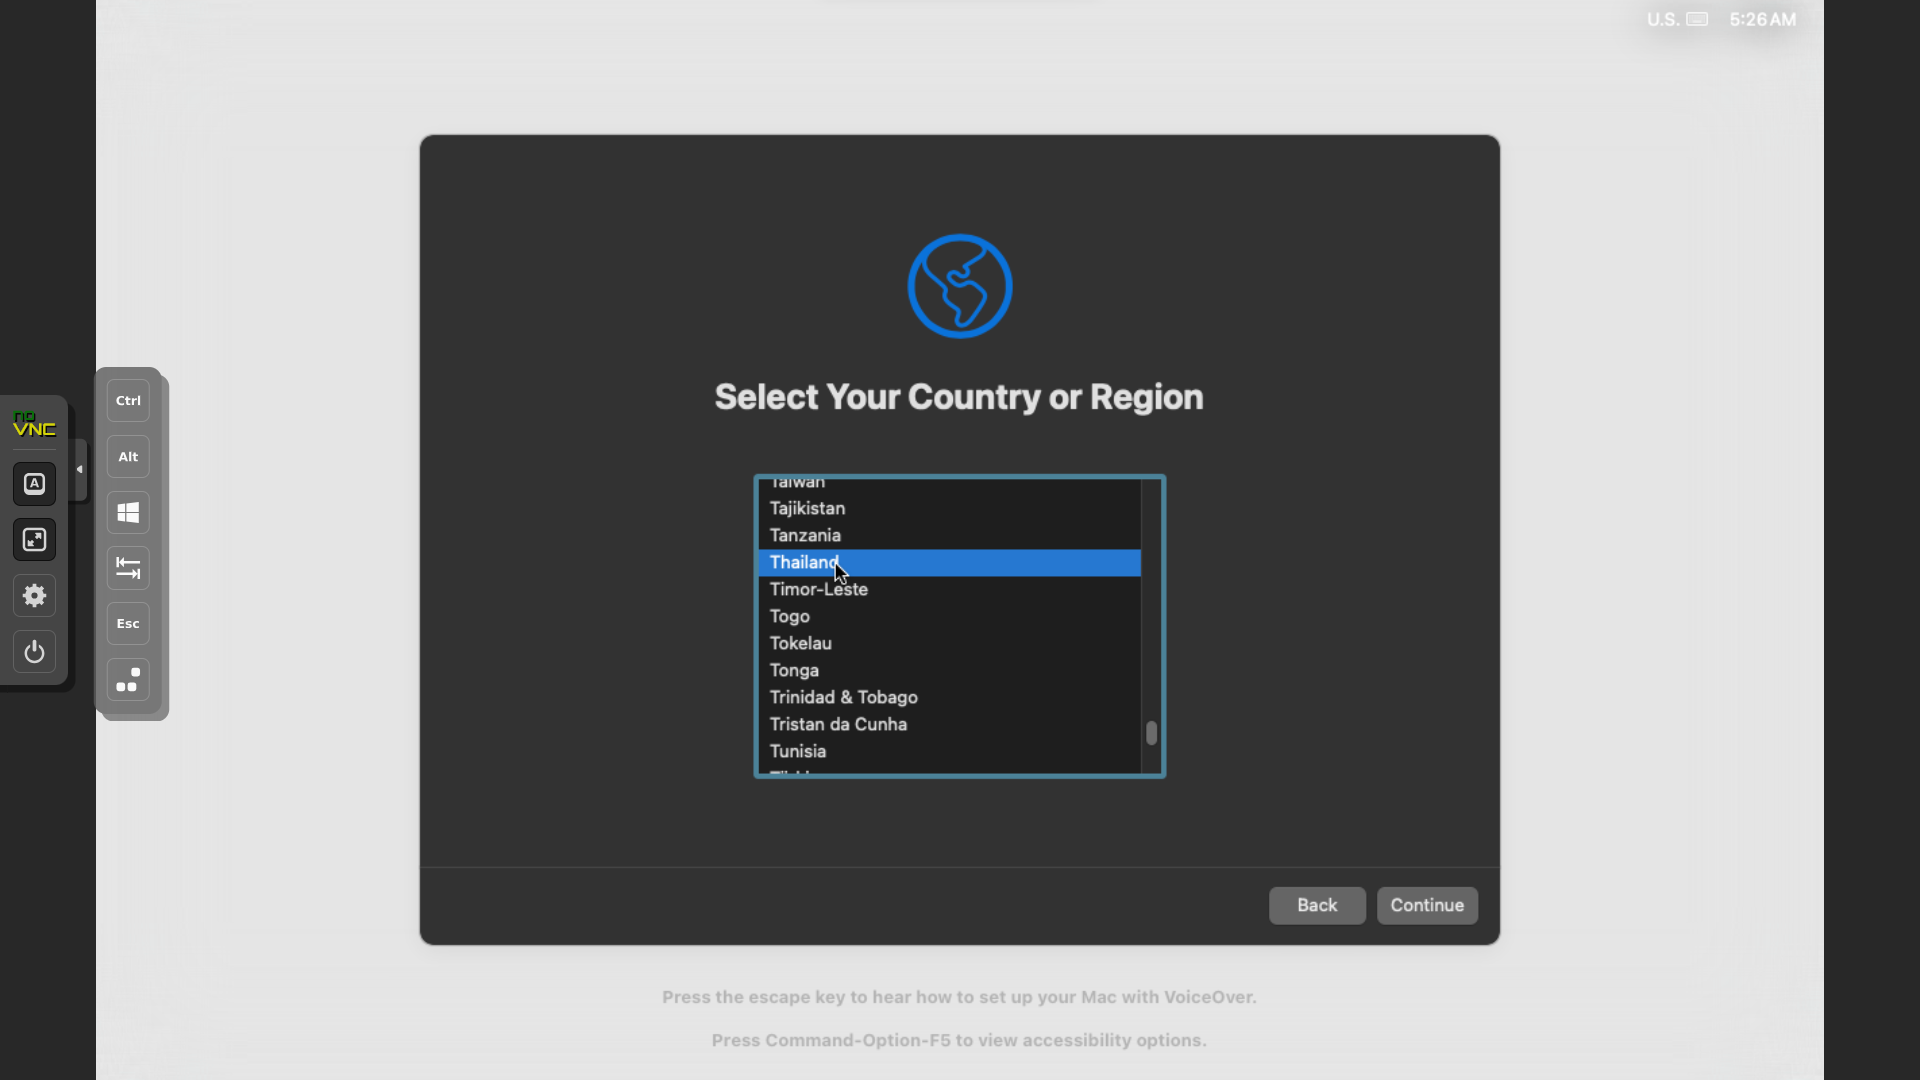 U.S. 5:26 AM
Select Your Country or Region
Taiwan
Tajikistan
Tanzania
Thailand
Timor-Leste
Togo
Tokelau
Tonga
Trinidad & Tobago
Tristan da Cunha
Tunisia
Back
Continue
Press the escape key to hear how to set up your Mac with VoiceOver.
Press Command-Option-F5 to view accessibility options.
no
VNC
A
Ctrl
Alt
Esc